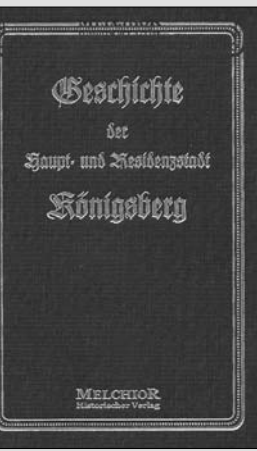 Geschichte
der
Haupt- und Residenzstadt
Königsberg
MELCHIOR
Historischer Verlag